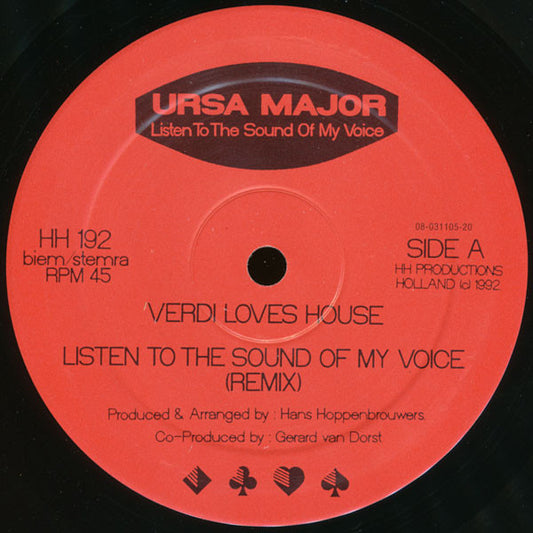 URSA MAJOR
Listen To The Sound Of My Voice
HH 192
biem/stemra
RPM 45
08-031105-20
SIDE A
HH PRODUCTIONS
HOLLAND (c) 1992.
VERDI LOVES HOUSE
LISTEN TO THE SOUND OF MY VOICE
(REMIX)
Produced & Arranged by : Hans Hoppenbrouwers.
Co-Produced by : Gerard van Dorst